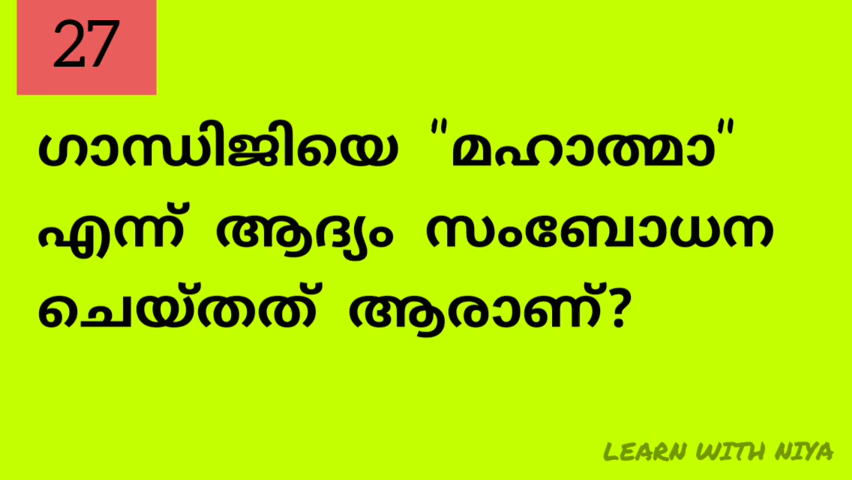 27
ഗാന്ധിജിയെ "മഹാത്മാ"
എന്ന് ആദ്യം സംബോധന
ചെയ്തത് ആരാണ്?
LEARN WITH NIYA